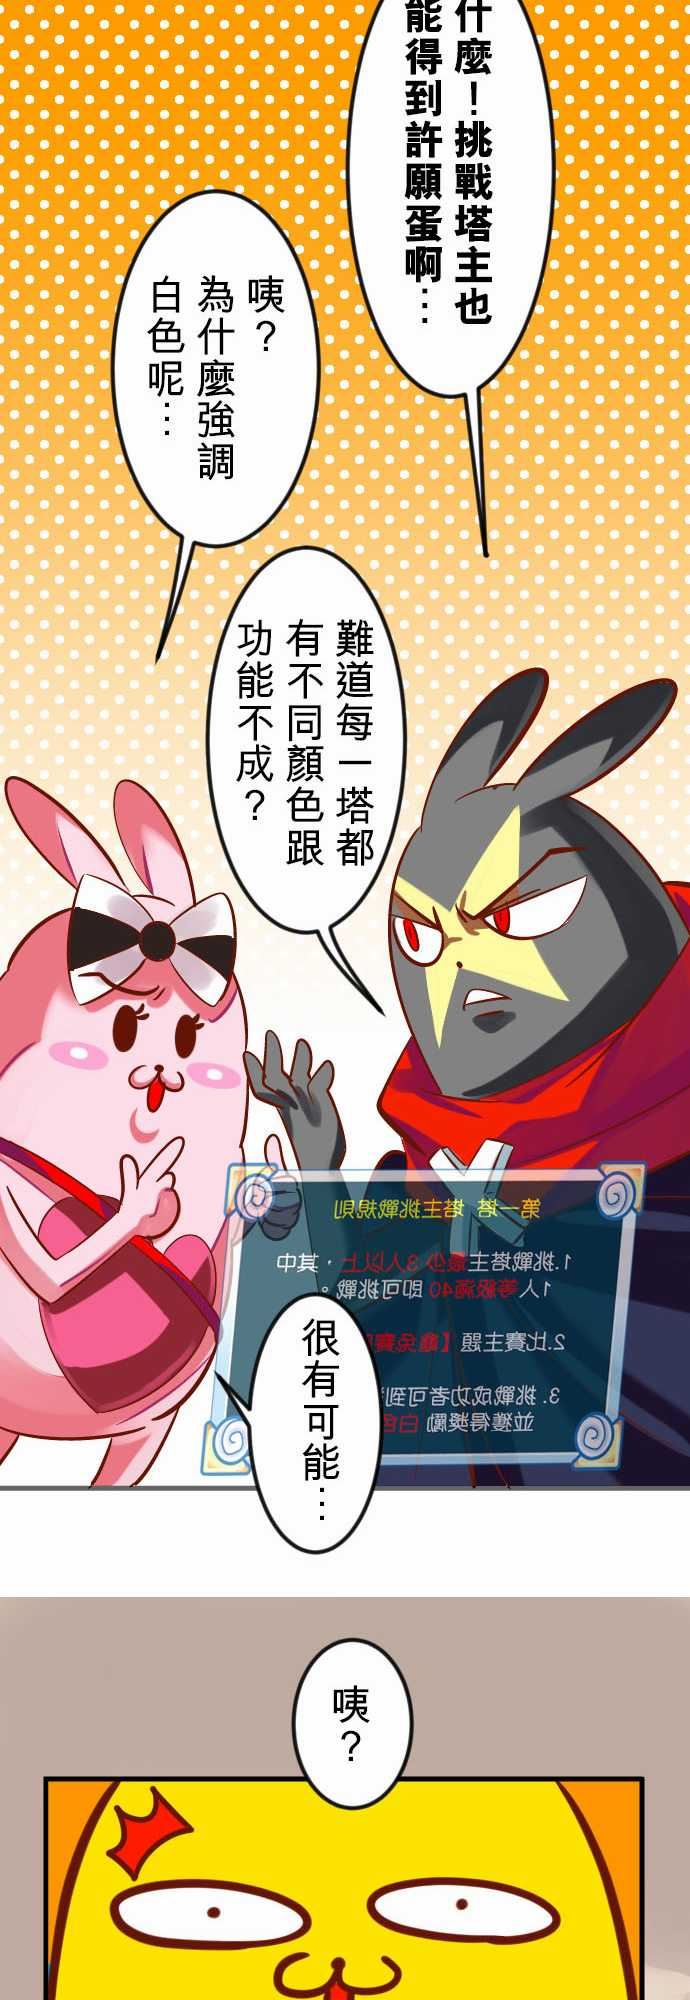 什麼！挑戰塔主也
能得到許願蛋啊…
咦？
為什麼強調
白色呢…
難道每一塔都
有不同顏色跟
功能不成？
第一塔 塔主挑戰規則
1.挑戰塔主最少3人以上，其中
1人等級滿40即可挑戰。
2.比賽主題【龜兔賽
3. 挑戰成功者可到
並獲得獎勵 白色
很有可能…
咦？